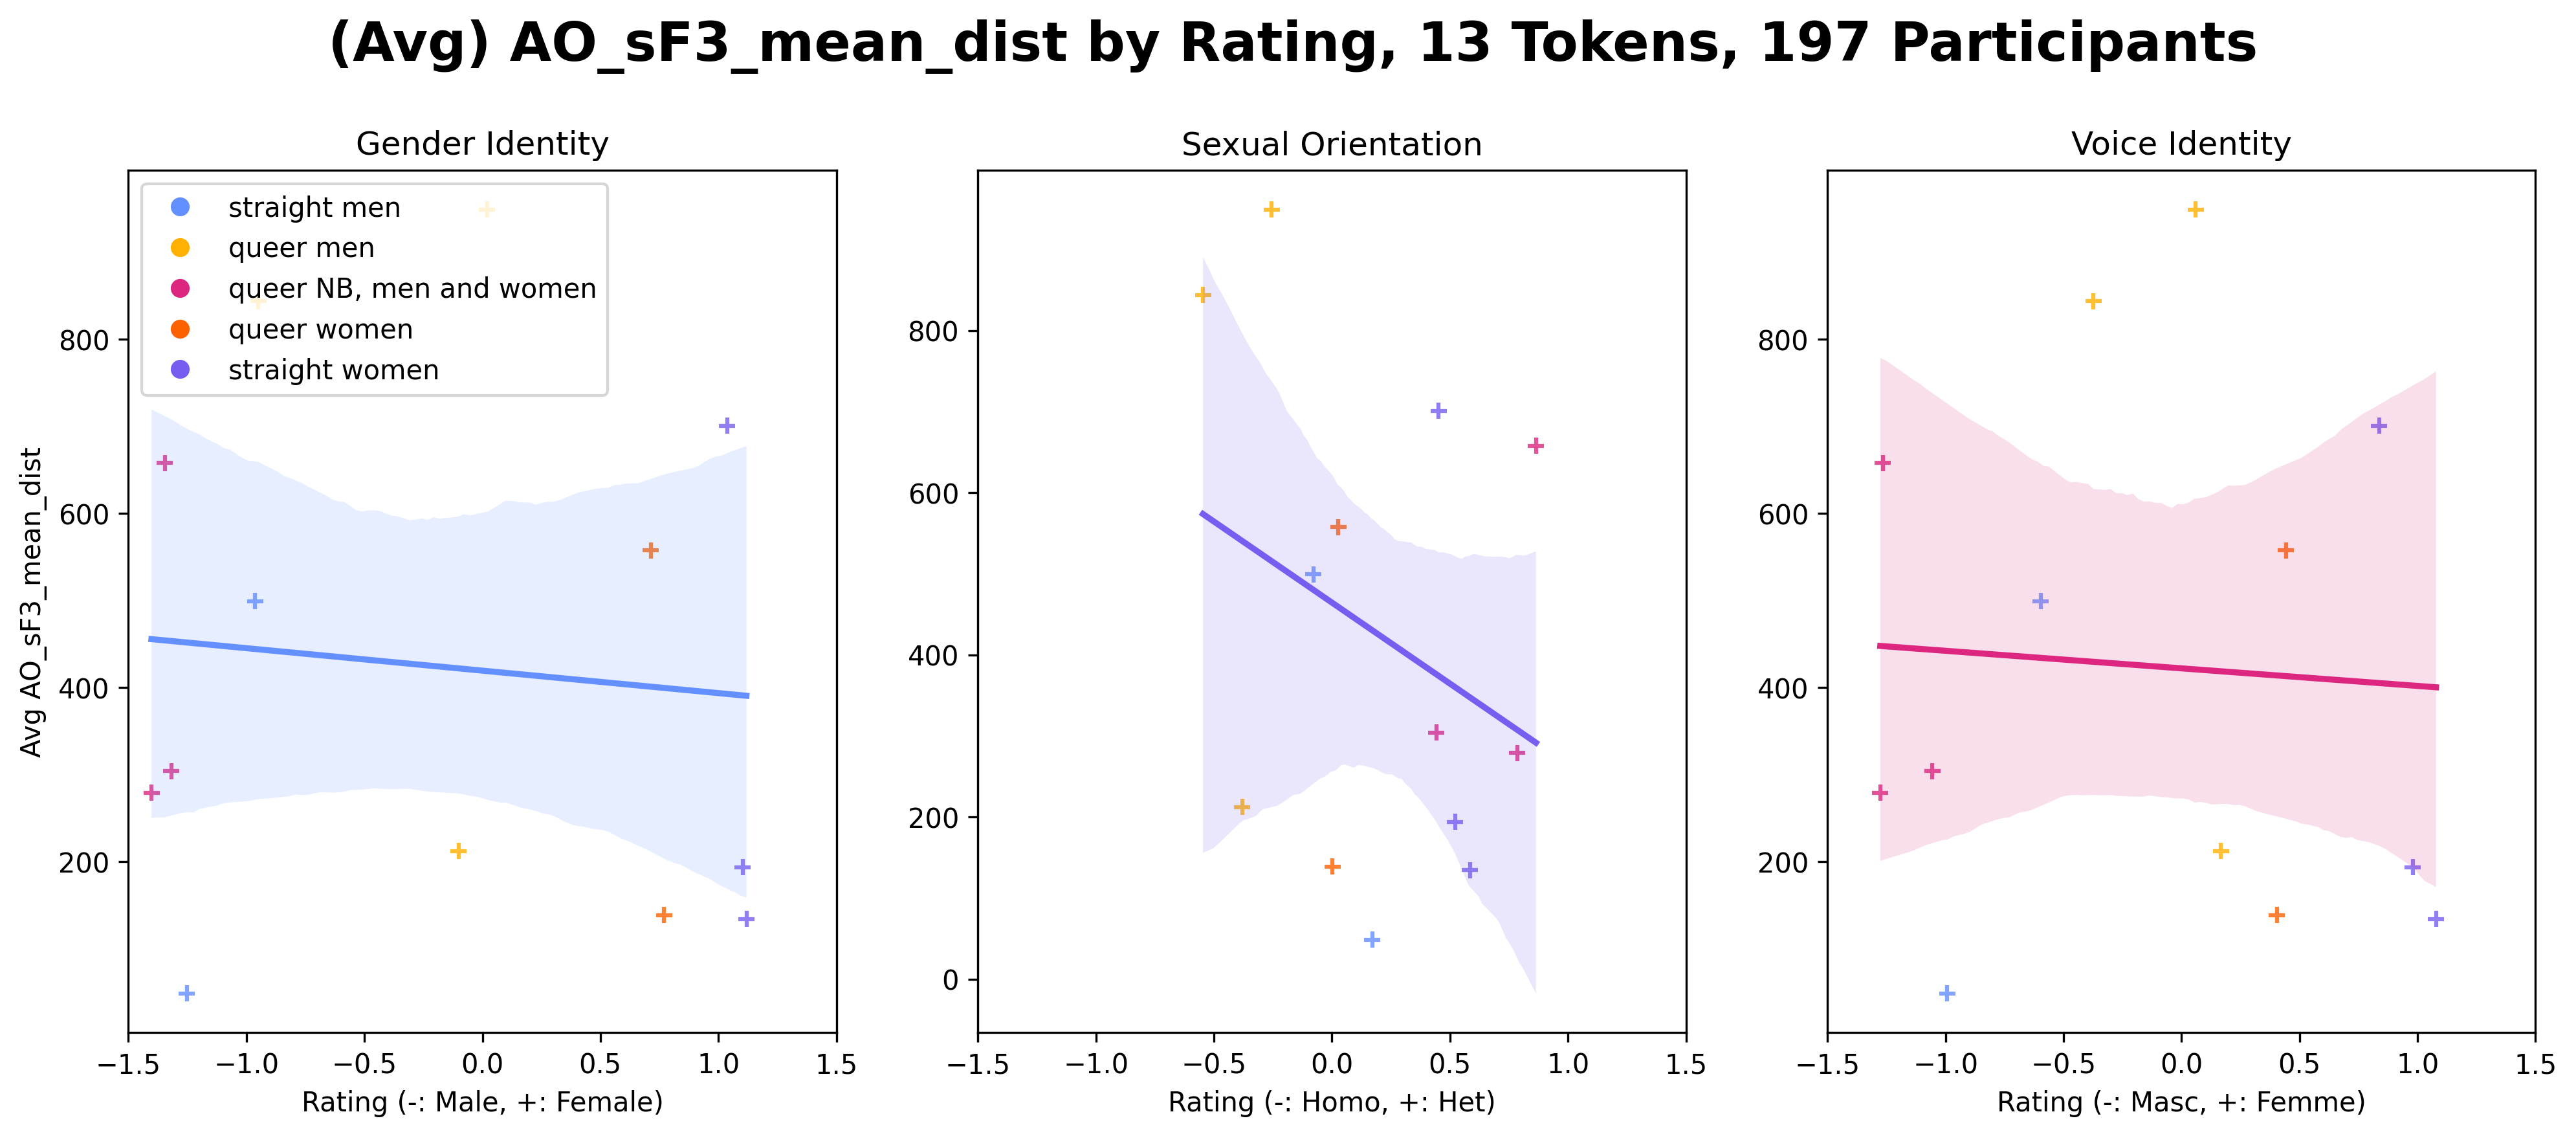 (Avg) AO_sF3_mean_dist by Rating, 13 Tokens, 197 Participants
Gender Identity
straight men
queer men
queer NB, men and women
queer women
straight women
Avg AO_sF3_mean_dist
800
600
400
200
−1.5 −1.0 −0.5 0.0 0.5 1.0 1.5
Rating (-: Male, +: Female)
Sexual Orientation
800
600
400
200
0
−1.5 −1.0 −0.5 0.0 0.5 1.0 1.5
Rating (-: Homo, +: Het)
Voice Identity
800
600
400
200
−1.5 −1.0 −0.5 0.0 0.5 1.0 1.5
Rating (-: Masc, +: Femme)